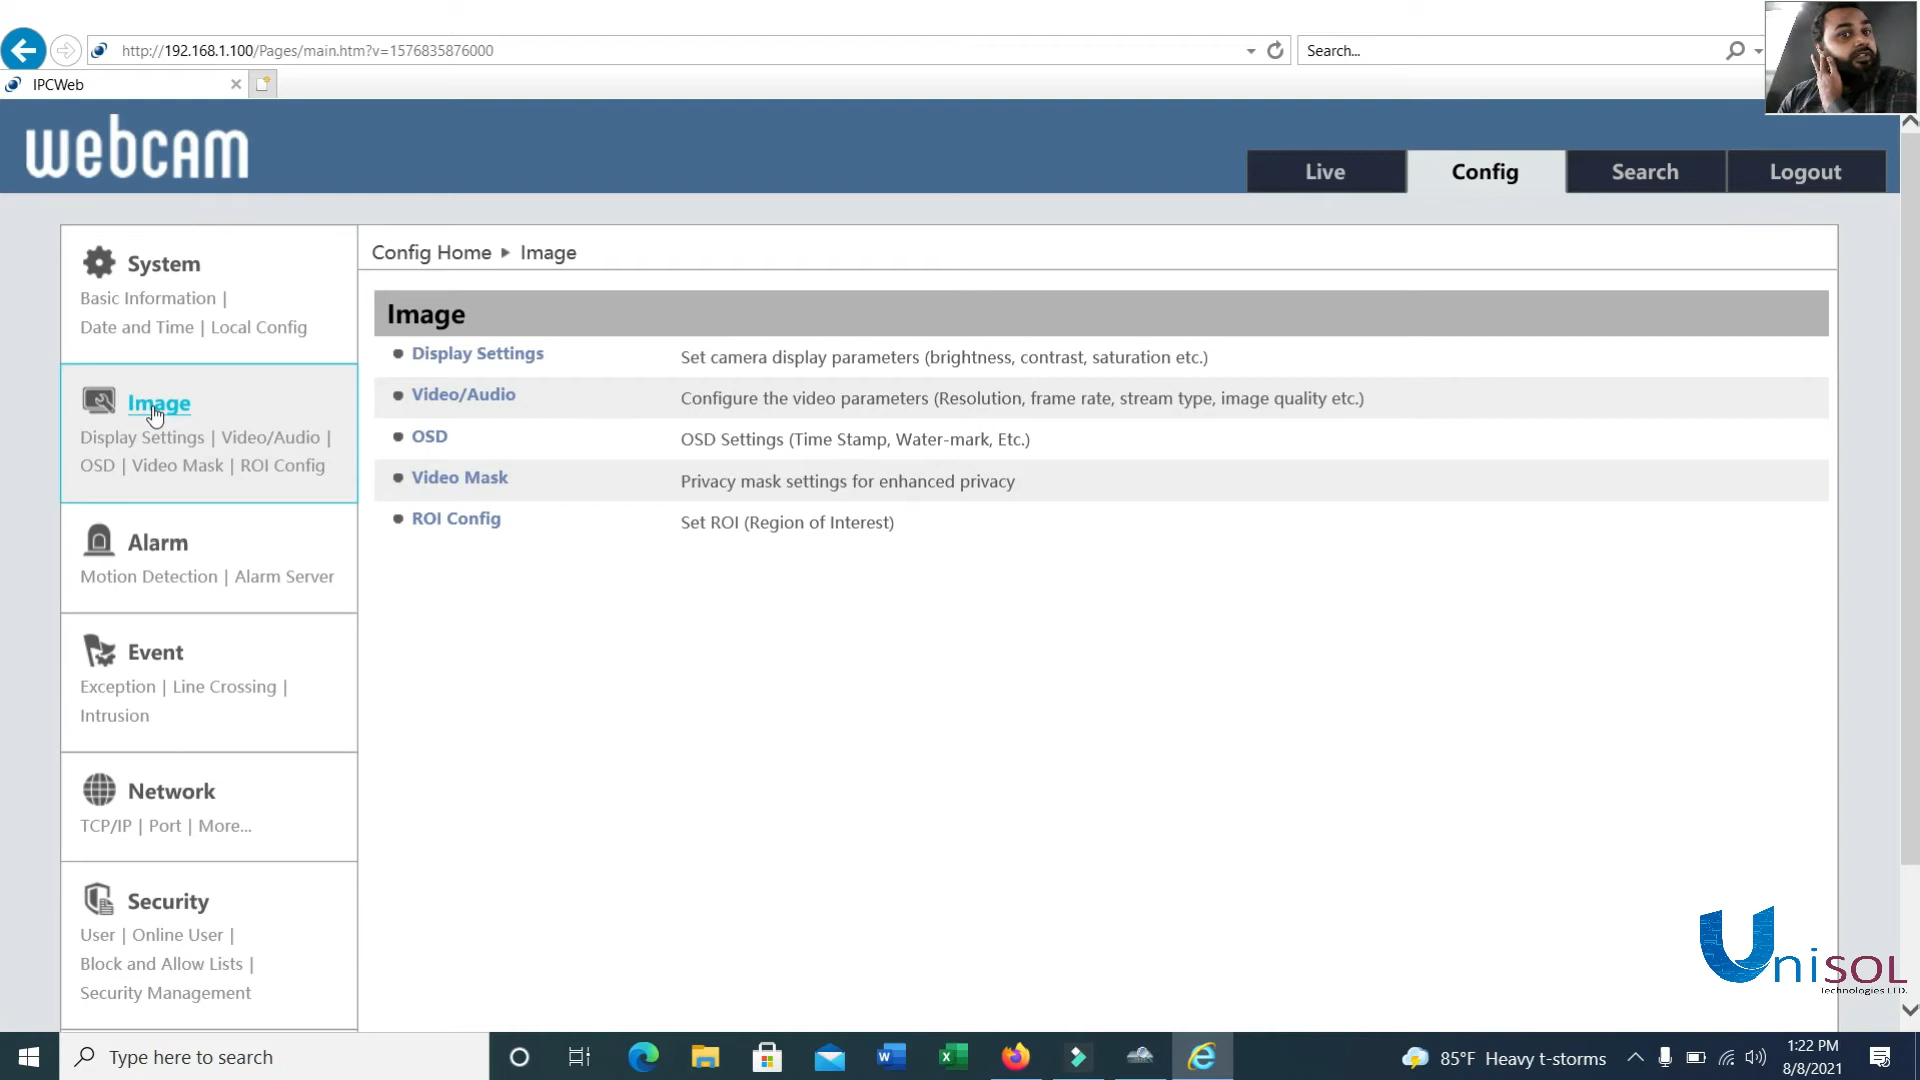 http://192.168.1.100/Pages/main.htm?v=1576835876000
Search...
IPCWeb
webcam
Live
Config
Search
Logout
System
Basic Information |
Date and Time | Local Config
Image
Display Settings | Video/Audio |
OSD | Video Mask | ROI Config
Alarm
Motion Detection | Alarm Server
Event
Exception | Line Crossing |
Intrusion
Network
TCP/IP | Port | More...
Security
User | Online User |
Block and Allow Lists |
Security Management
Config Home ▸ Image
Image
Display Settings Set camera display parameters (brightness, contrast, saturation etc.)
Video/Audio Configure the video parameters (Resolution, frame rate, stream type, image quality etc.)
OSD OSD Settings (Time Stamp, Water-mark, Etc.)
Video Mask Privacy mask settings for enhanced privacy
ROI Config Set ROI (Region of Interest)
UniSOL
Technologies LTD.
Type here to search
85°F Heavy t-storms
1:22 PM
8/8/2021